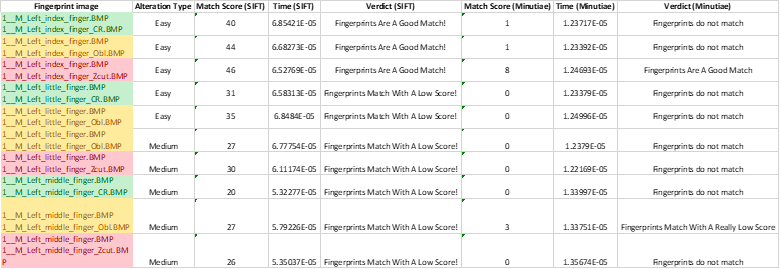 Fingerprint image Alteration Type Match Score (SIFT) Time (SIFT) Verdict (SIFT) Match Score (Minutiae) Time (Minutiae) Verdict (Minutiae)
1__M_Left_index_finger.BMP
1__M_Left_index_finger_CR.BMP Easy 40 6.85421E-05 Fingerprints Are A Good Match! 1 1.23717E-05 Fingerprints do not match
1__M_Left_index_finger.BMP
1__M_Left_index_finger_Obl.BMP Easy 44 6.68273E-05 Fingerprints Are A Good Match! 1 1.23392E-05 Fingerprints do not match
1__M_Left_index_finger.BMP
1__M_Left_index_finger_Zcut.BMP Easy 46 6.52769E-05 Fingerprints Are A Good Match! 8 1.24693E-05 Fingerprints Are A Good Match
1__M_Left_little_finger.BMP
1__M_Left_little_finger_CR.BMP Easy 31 6.58313E-05 Fingerprints Match With A Low Score! 0 1.23379E-05 Fingerprints do not match
1__M_Left_little_finger.BMP
1__M_Left_little_finger_Obl.BMP Easy 35 6.8484E-05 Fingerprints Match With A Low Score! 0 1.24996E-05 Fingerprints do not match
1__M_Left_little_finger.BMP
1__M_Left_little_finger_Obl.BMP Medium 27 6.77754E-05 Fingerprints Match With A Low Score! 0 1.2379E-05 Fingerprints do not match
1__M_Left_little_finger.BMP
1__M_Left_little_finger_Zcut.BMP Medium 30 6.11174E-05 Fingerprints Match With A Low Score! 0 1.22169E-05 Fingerprints do not match
1__M_Left_middle_finger.BMP
1__M_Left_middle_finger_CR.BMP Medium 20 5.32277E-05 Fingerprints Match With A Low Score! 0 1.33997E-05 Fingerprints do not match
1__M_Left_middle_finger.BMP
1__M_Left_middle_finger_Obl.BMP Medium 27 5.79226E-05 Fingerprints Match With A Low Score! 3 1.33751E-05 Fingerprints Match With A Really Low Score
1__M_Left_middle_finger.BMP
1__M_Left_middle_finger_Zcut.BM
P Medium 26 5.35037E-05 Fingerprints Match With A Low Score! 0 1.35674E-05 Fingerprints do not match